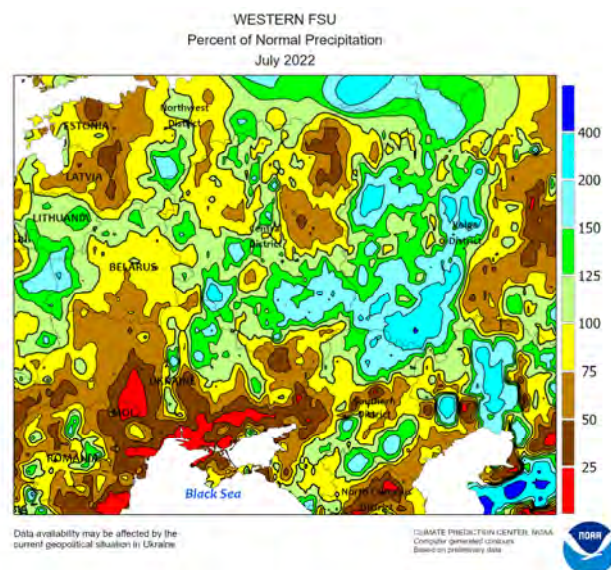 WESTERN FSU
Percent of Normal Precipitation
July 2022
Northwest
District
ESTONIA
LATVIA
LITHUANIA
Central
District
Volga
District
BELARUS
UKRAINE
MOL
Southern
District
ROMANIA
Black Sea
North Caucasus
District
400
200
150
125
100
75
50
25
Data availability may be affected by the
current geopolitical situation in Ukraine
CLIMATE PREDICTION CENTER, NOAA
Computer generated contours
Based on preliminary data
NOAA